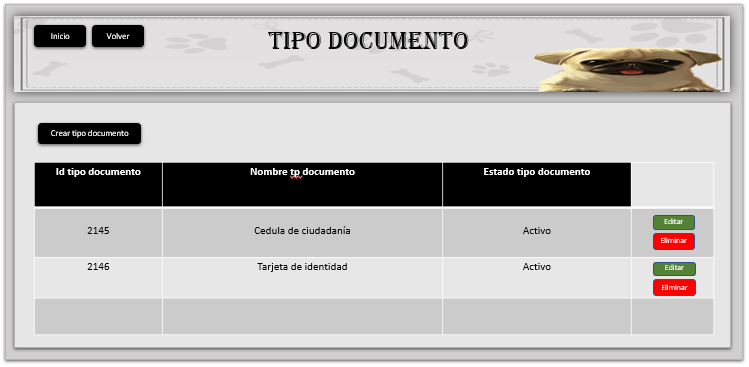 Inicio Volver
TIPO DOCUMENTO
Crear tipo documento
Id tipo documento Nombre tp documento Estado tipo documento
2145 Cedula de ciudadanía Activo Editar
Eliminar
2146 Tarjeta de identidad Activo Editar
Eliminar